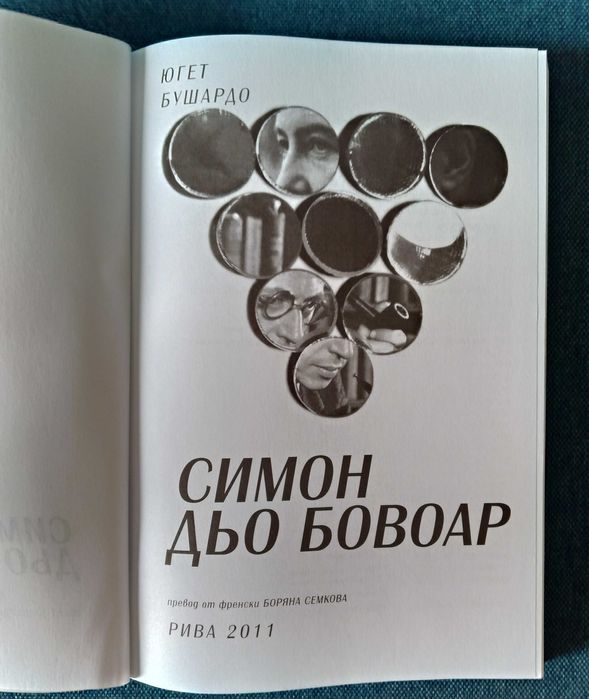 ЮГЕТ
БУШАРДО
СИМОН
ДЬО БОВОАР
превод от френски БОРЯНА СЕМКОВА
РИВА 2011